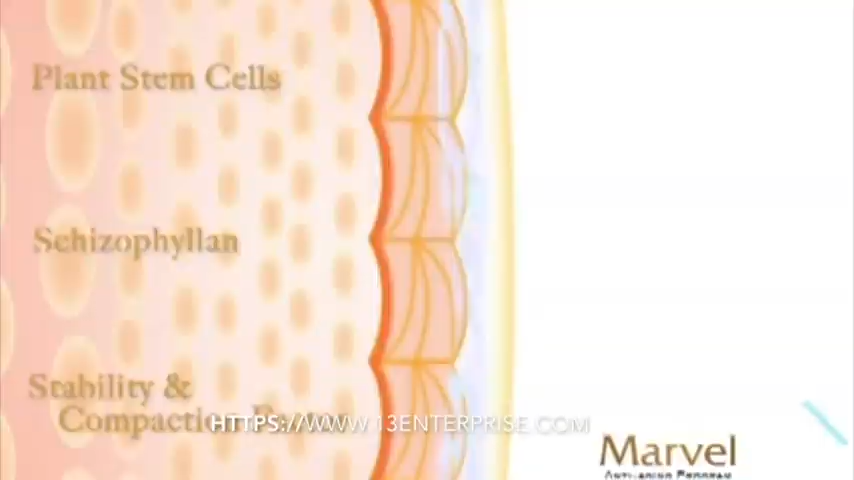 Plant Stem Cells
Schizophyllan
Stability &
Compaction
HTTPS://WWW.13ENTERPRISE.COM
Marvel